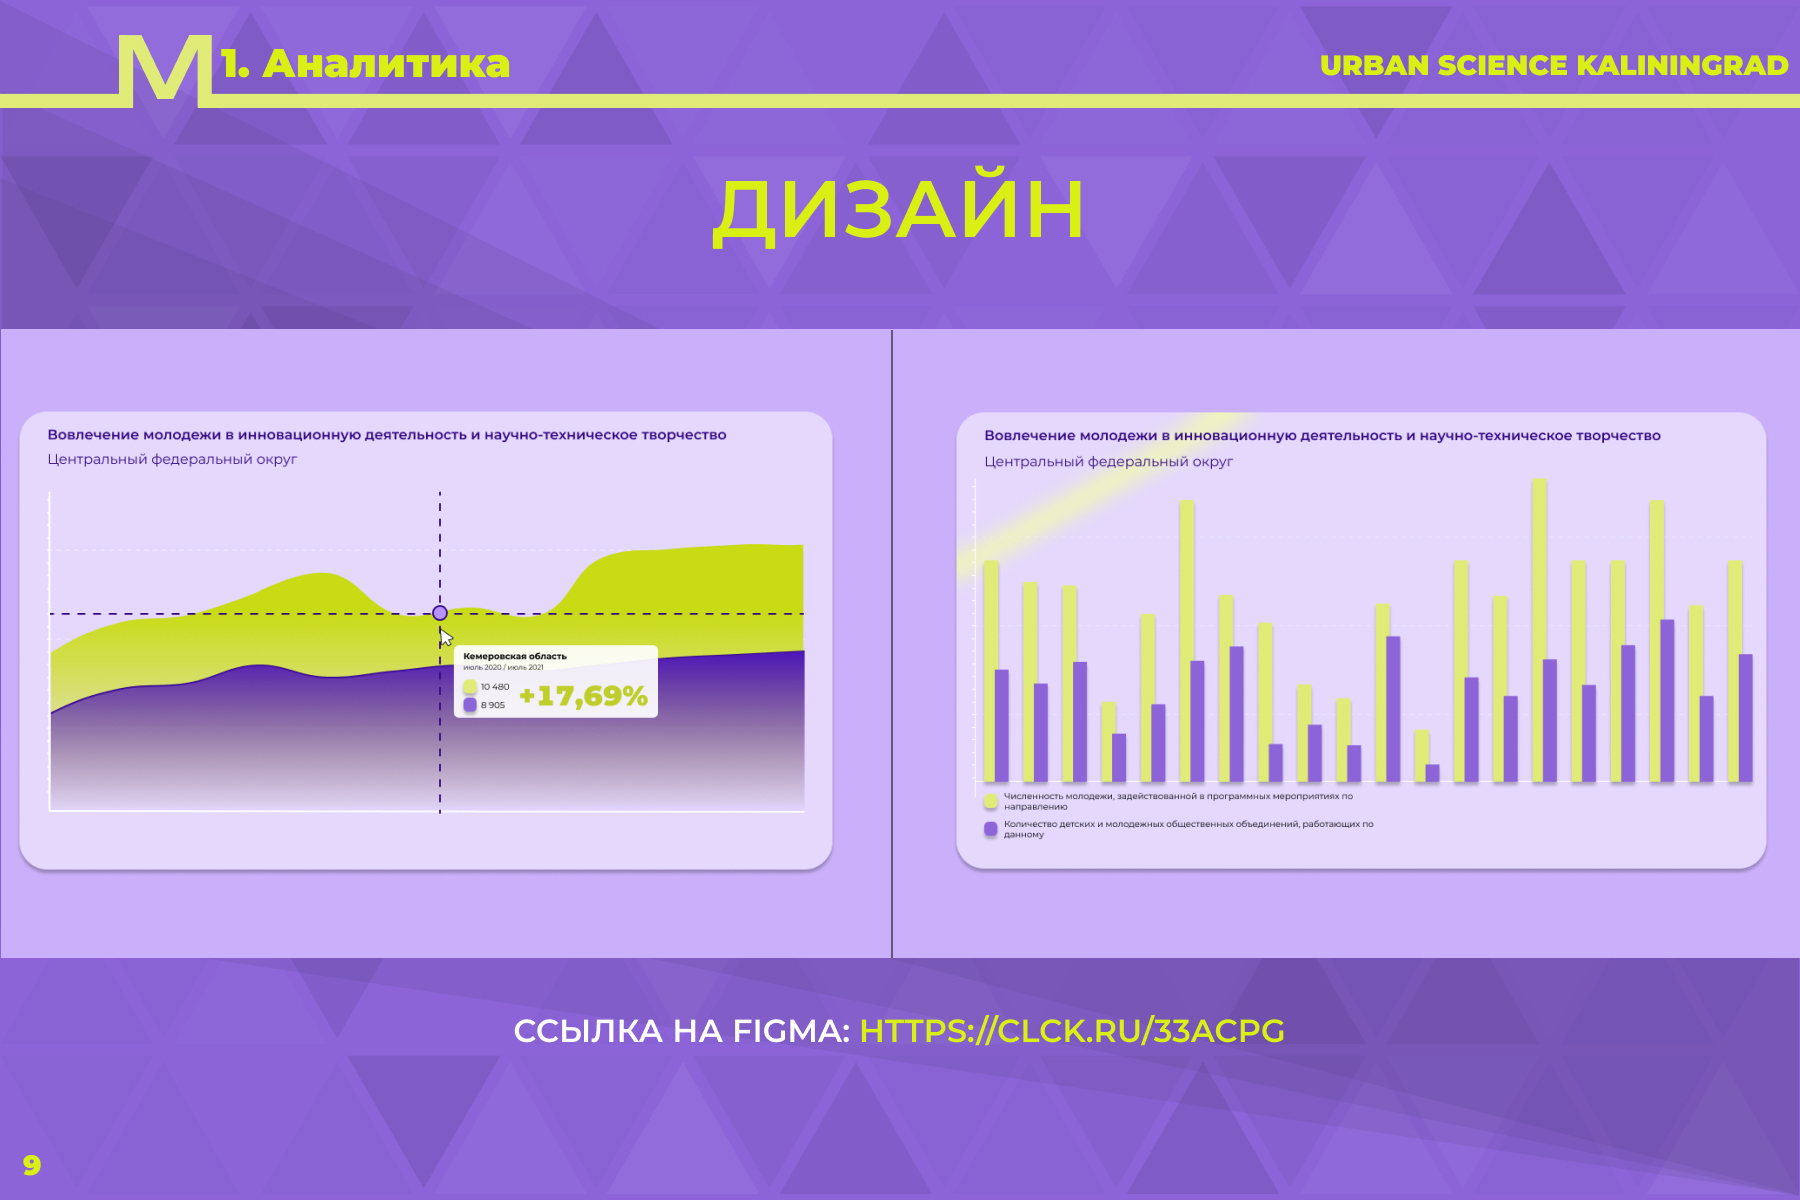 М
1. Аналитика
URBAN SCIENCE KALININGRAD
ДИЗАЙН
Вовлечение молодежи в инновационную деятельность и научно-техническое творчество
Центральный федеральный округ
Кемеровская область
июль 2020 / июль 2021
10 480
8 905
+17,69%
Вовлечение молодежи в инновационную деятельность и научно-техническое творчество
Центральный федеральный округ
Численность молодежи, задействованной в программных мероприятиях по
направлению
Количество детских и молодежных общественных объединений, работающих по
данному
ССЫЛКА НА FIGMA: HTTPS://CLCK.RU/33ACPG
9